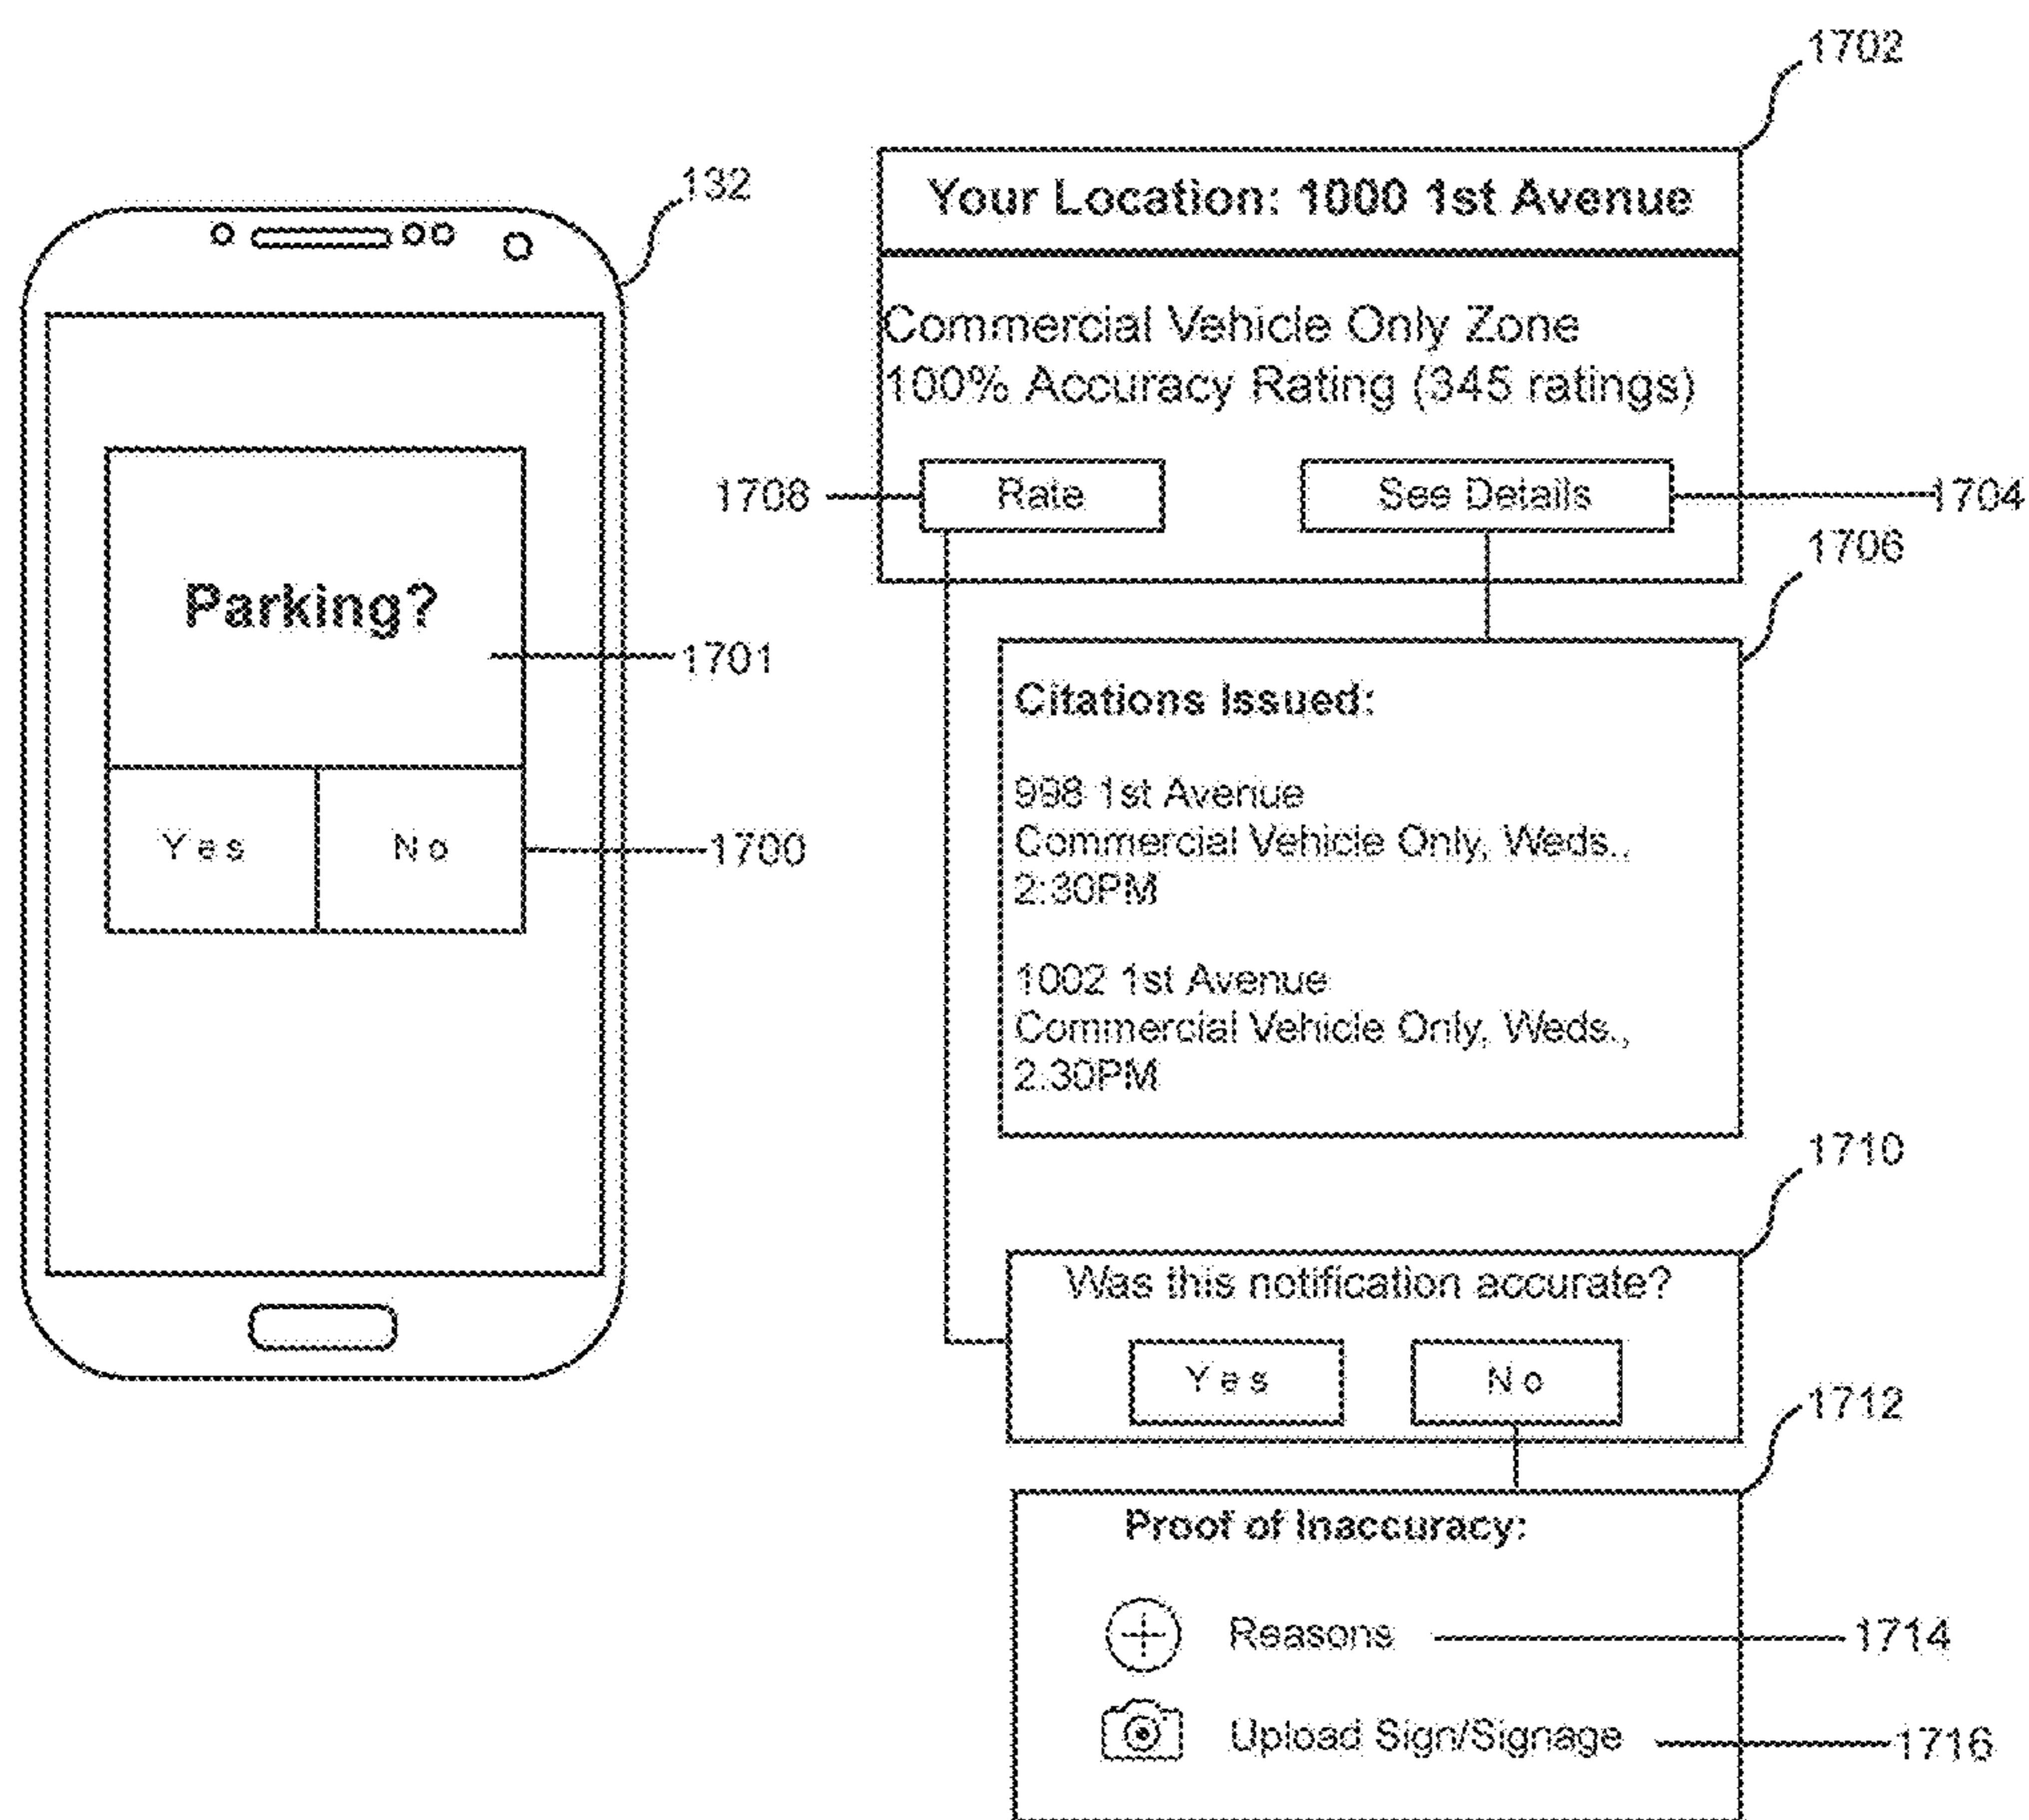 132
Parking?
1701
Yes
No
1700
1702
Your Location: 1000 1st Avenue
Commercial Vehicle Only Zone
100% Accuracy Rating (345 ratings)
1708
Rate
See Details
1704
1706
Citations Issued:
998 1st Avenue
Commercial Vehicle Only, Weds.,
2:30PM
1002 1st Avenue
Commercial Vehicle Only, Weds.,
2:30PM
1710
Was this notification accurate?
Yes
No
1712
Proof of Inaccuracy:
Reasons
1714
Upload Sign/Signage
1716